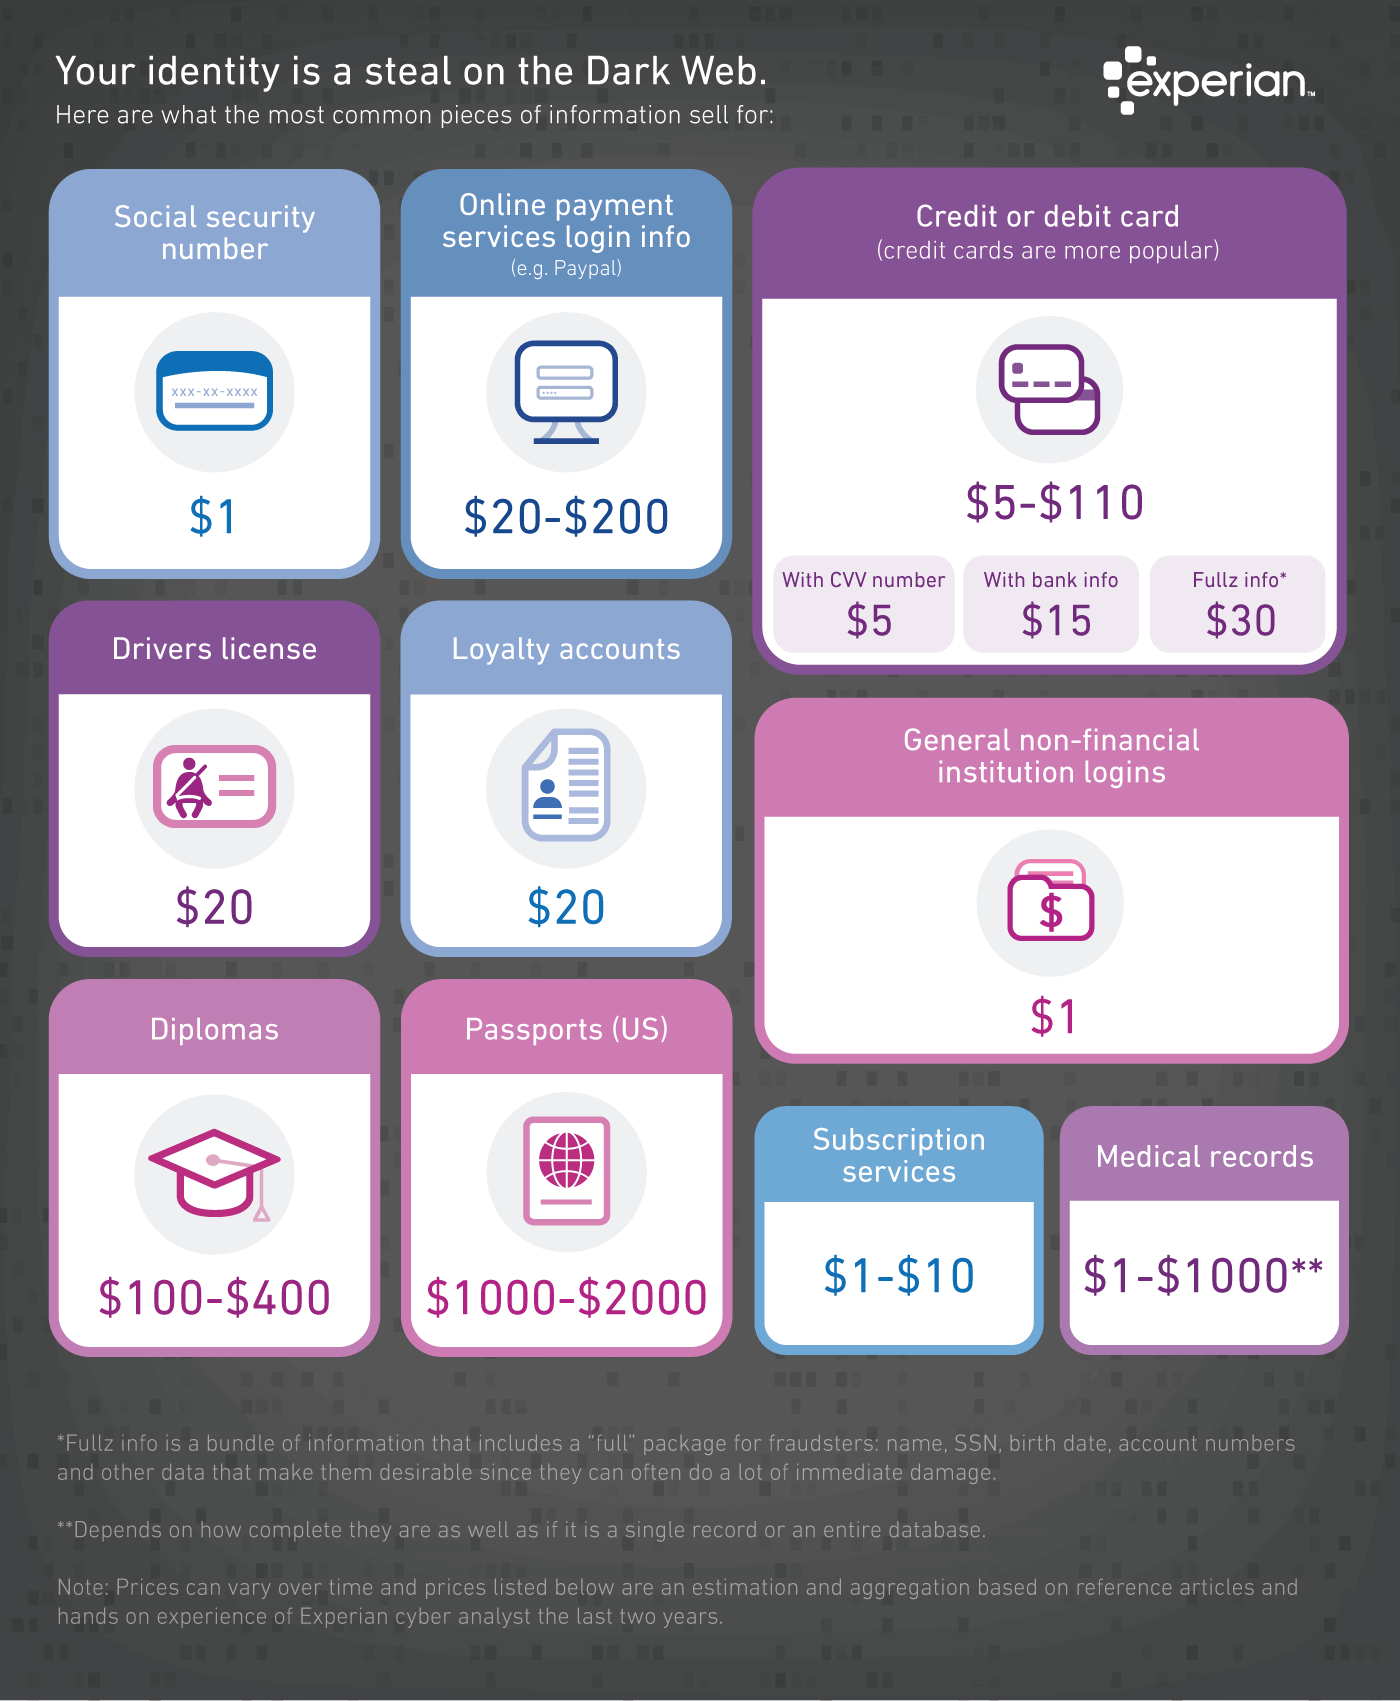 Your identity is a steal on the Dark Web.
Here are what the most common pieces of information sell for:
experian™
Social security
number
xxx-xx-xxxx
$1
Online payment
services login info
(e.g. Paypal)
$20-$200
Credit or debit card
(credit cards are more popular)
$5-$110
With CVV number
$5
With bank info
$15
Fullz info*
$30
Drivers license
$20
Loyalty accounts
$20
General non-financial
institution logins
$
$1
Diplomas
$100-$400
Passports (US)
$1000-$2000
Subscription
services
$1-$10
Medical records
$1-$1000**
*Fullz info is a bundle of information that includes a “full” package for fraudsters: name, SSN, birth date, account numbers
and other data that make them desirable since they can often do a lot of immediate damage.
**Depends on how complete they are as well as if it is a single record or an entire database.
Note: Prices can vary over time and prices listed below are an estimation and aggregation based on reference articles and
hands on experience of Experian cyber analyst the last two years.